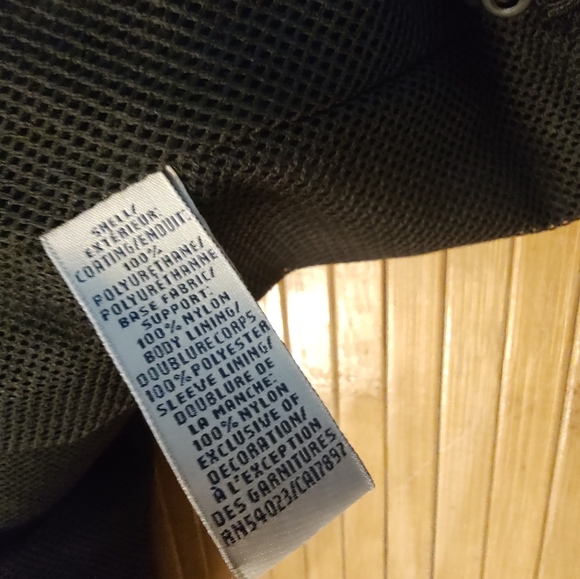 SHELL/
EXTÉRIEUR:
COATING/ENDUIT:
100%
POLYURETHANE/
POLYURÉTHANNE
BASE FABRIC/
SUPPORT:
100% NYLON
BODY LINING/
DOUBLURE CORPS
100% POLYESTER
SLEEVE LINING/
DOUBLURE DE
LA MANCHE:
100% NYLON
EXCLUSIVE OF
DECORATION/
À L'EXCEPTION
DES GARNITURES
RN54023/CA17897